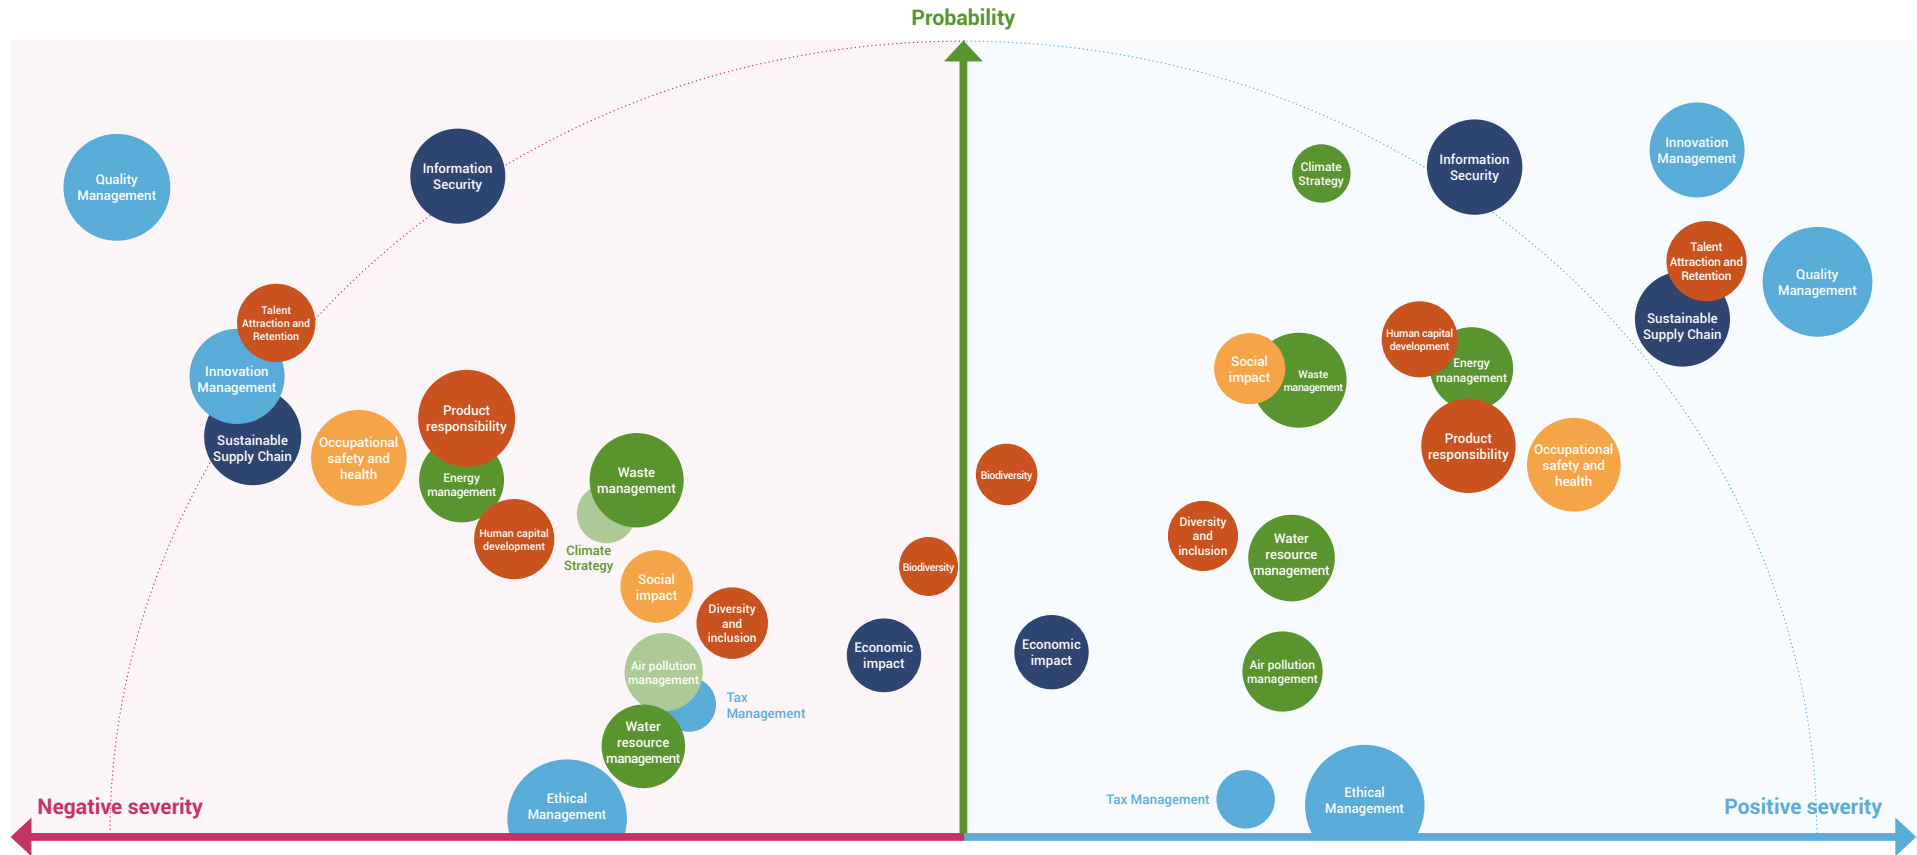 Probability
Quality
Management
Information
Security
Talent
Attraction and
Retention
Innovation
Management
Sustainable
Supply Chain
Occupational
safety and
health
Product
responsibility
Energy
management
Human capital
development
Waste
management
Climate
Strategy
Social
impact
Diversity
and
inclusion
Air pollution
management
Tax
Management
Water
resource
management
Ethical
Management
Economic
impact
Biodiversity
Negative severity
Climate
Strategy
Information
Security
Innovation
Management
Talent
Attraction and
Retention
Quality
Management
Sustainable
Supply Chain
Social
impact
Waste
management
Human capital
development
Energy
management
Product
responsibility
Occupational
safety and
health
Biodiversity
Diversity
and
inclusion
Water
resource
management
Economic
impact
Air pollution
management
Tax Management
Ethical
Management
Positive severity